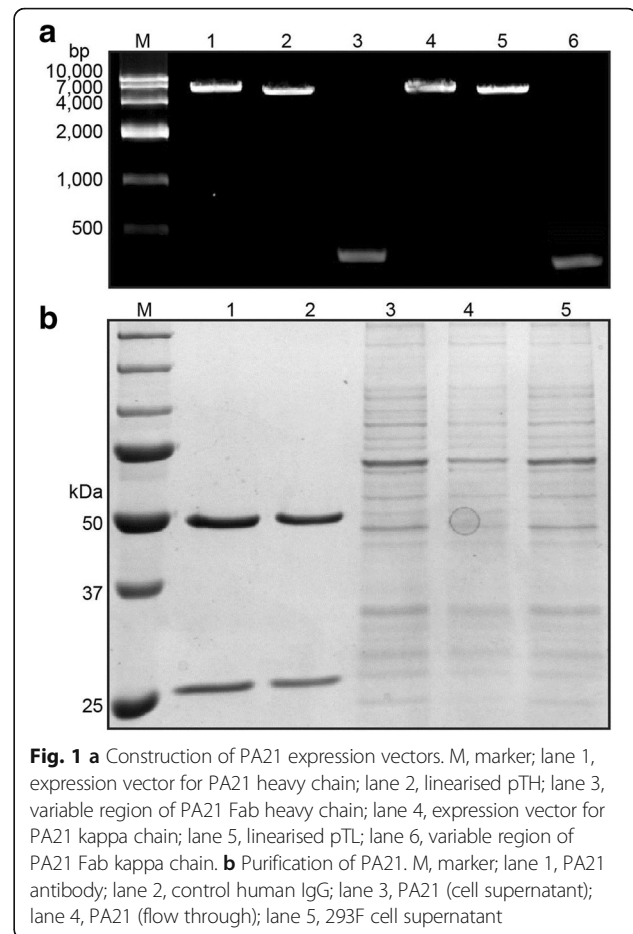 a
bp M 1 2 3 4 5 6
10,000
7,000
4,000
2,000
1,000
500
b M 1 2 3 4 5
kDa
50
37
25
Fig. 1 a Construction of PA21 expression vectors. M, marker; lane 1,
expression vector for PA21 heavy chain; lane 2, linearised pTH; lane 3,
variable region of PA21 Fab heavy chain; lane 4, expression vector for
PA21 kappa chain; lane 5, linearised pTL; lane 6, variable region of
PA21 Fab kappa chain. b Purification of PA21. M, marker; lane 1, PA21
antibody; lane 2, control human IgG; lane 3, PA21 (cell supernatant);
lane 4, PA21 (flow through); lane 5, 293F cell supernatant